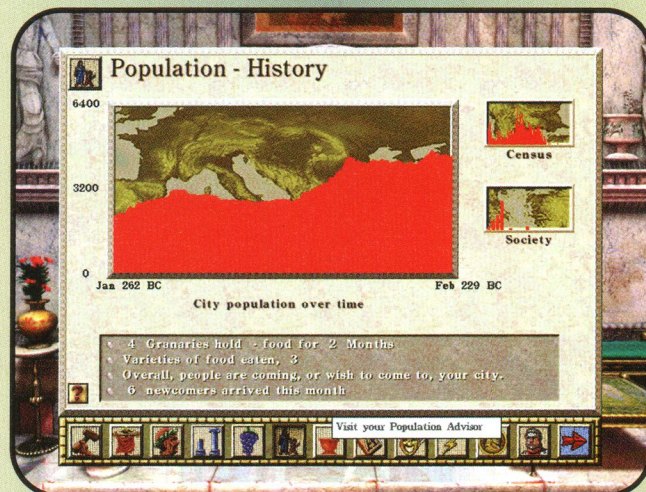 Population - History
6400
3200
0
Jan 262 BC
Feb 229 BC
City population over time
Census
Society
4 Granaries hold - food for 2 Months
Varieties of food eaten, 3
Overall, people are coming, or wish to come to, your city.
6 newcomers arrived this month
?
Visit your Population Advisor